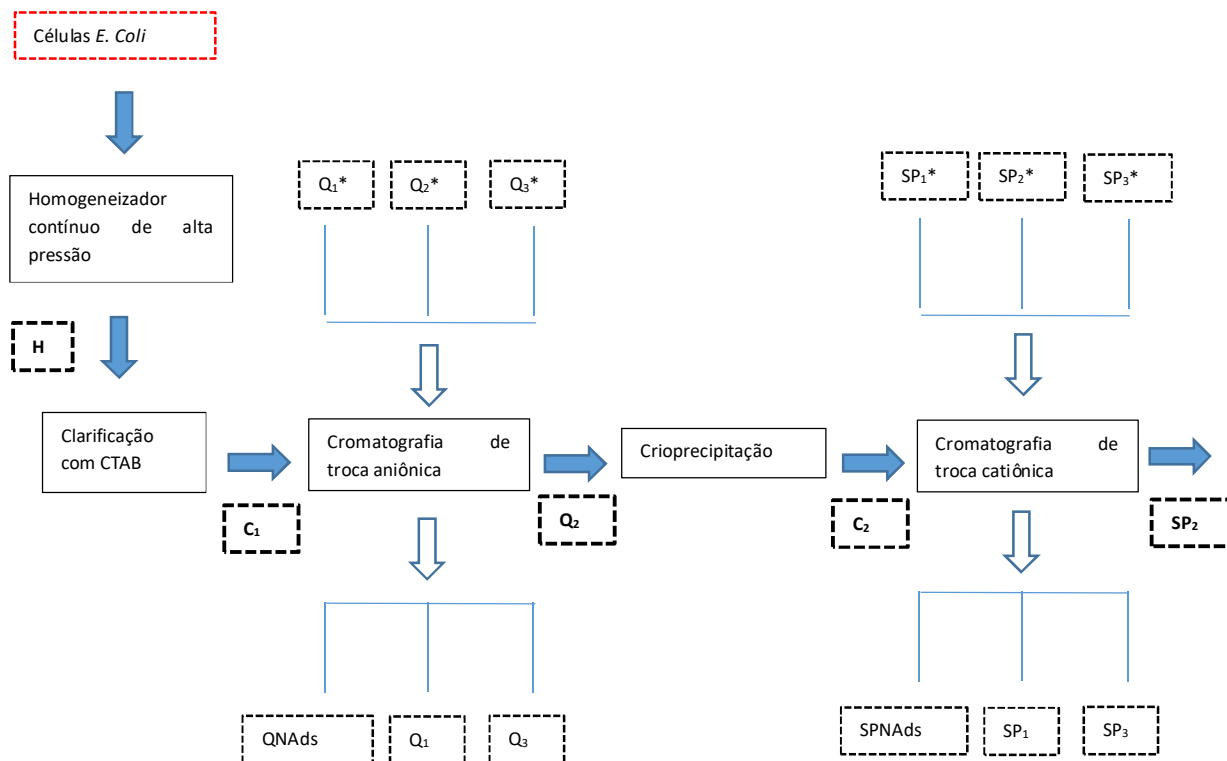 Células E. Coli
Q₁*
Q₂*
Q₃*
SP₁*
SP₂*
SP₃*
Homogeneizador
contínuo de alta
pressão
H
Clarificação
com CTAB
Cromatografia de
troca aniônica
Crioprecipitação
Cromatografia de
troca catiônica
C₁
Q₂
C₂
SP₂
QNAds
Q₁
Q₃
SPNAds
SP₁
SP₃